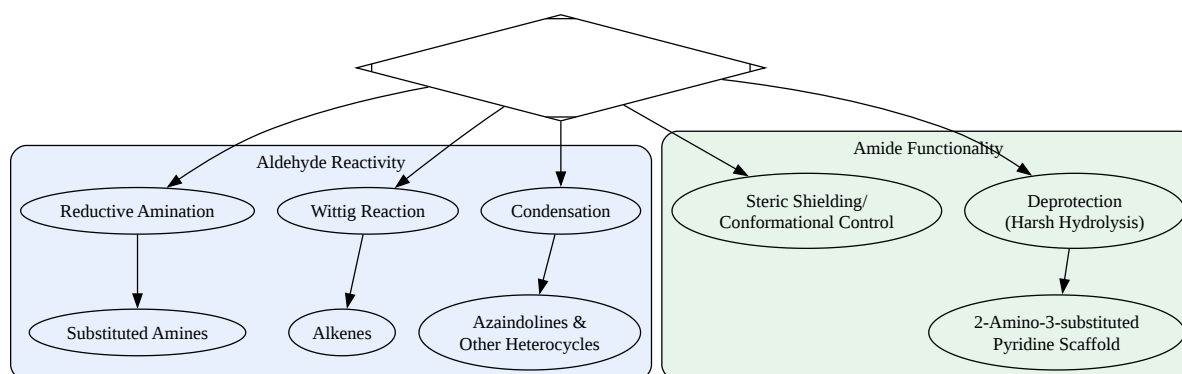 Aldehyde Reactivity
Amide Functionality
Reductive Amination
Wittig Reaction
Condensation
Steric Shielding/
Conformational Control
Deprotection
(Harsh Hydrolysis)
Substituted Amines
Alkenes
Azaindolines &
Other Heterocycles
2-Amino-3-substituted
Pyridine Scaffold